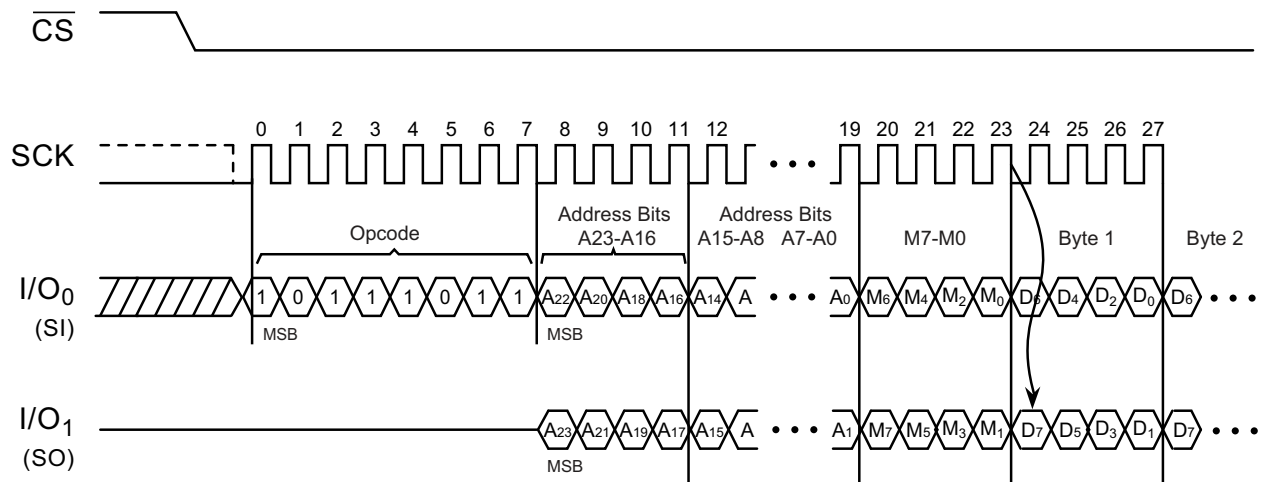 CS
0 1 2 3 4 5 6 7 8 9 10 11 12 19 20 21 22 23 24 25 26 27
SCK
Opcode
Address Bits
A23-A16
Address Bits
A15-A8 A7-A0
M7-M0
Byte 1
Byte 2
I/O0
(SI)
1 0 1 1 1 0 1 1 A22 A20 A18 A16 A14 A • • • A0 M6 M4 M2 M0 D6 D4 D2 D0 D6 • • •
MSB MSB
I/O1
(SO)
A23 A21 A19 A17 A15 A • • • A1 M7 M5 M3 M1 D7 D5 D3 D1 D7 • • •
MSB